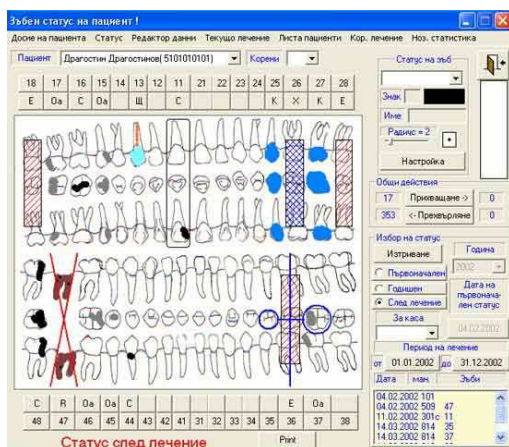 Зъбен статус на пациент !
Досие на пациента Статус Редактор данни Текущо лечение Листа пациенти Кор. лечение Ноз. статистика
Пациент Драгостин Драгостинов( 5101010101) Корени
Статус на зъб
18 17 16 15 14 13 12 11 21 22 23 24 25 26 27 28
E Oa C Oa Щ C К X К E
Знак
Име
Радиус = 2
Настройка
Общи действия
17 Прихващане -> 0
353 <- Прехвърляне 0
Избор на статус
Изтриване
Първоначален
Годишен
След лечение
За каса
Година
2002
Дата на
първонача-
лен статус
04.02.2002
Период на лечение
от 01.01.2002 до 31.12.2002
Дата ман. Зъби
04.02.2002 101
04.02.2002 509 47
11.02.2002 301c 11
14.03.2002 814 35
14.03.2002 814 37
C R Oa Oa C E Oa
48 47 46 45 44 43 42 41 31 32 33 34 35 36 37 38
Статус след лечение
Print